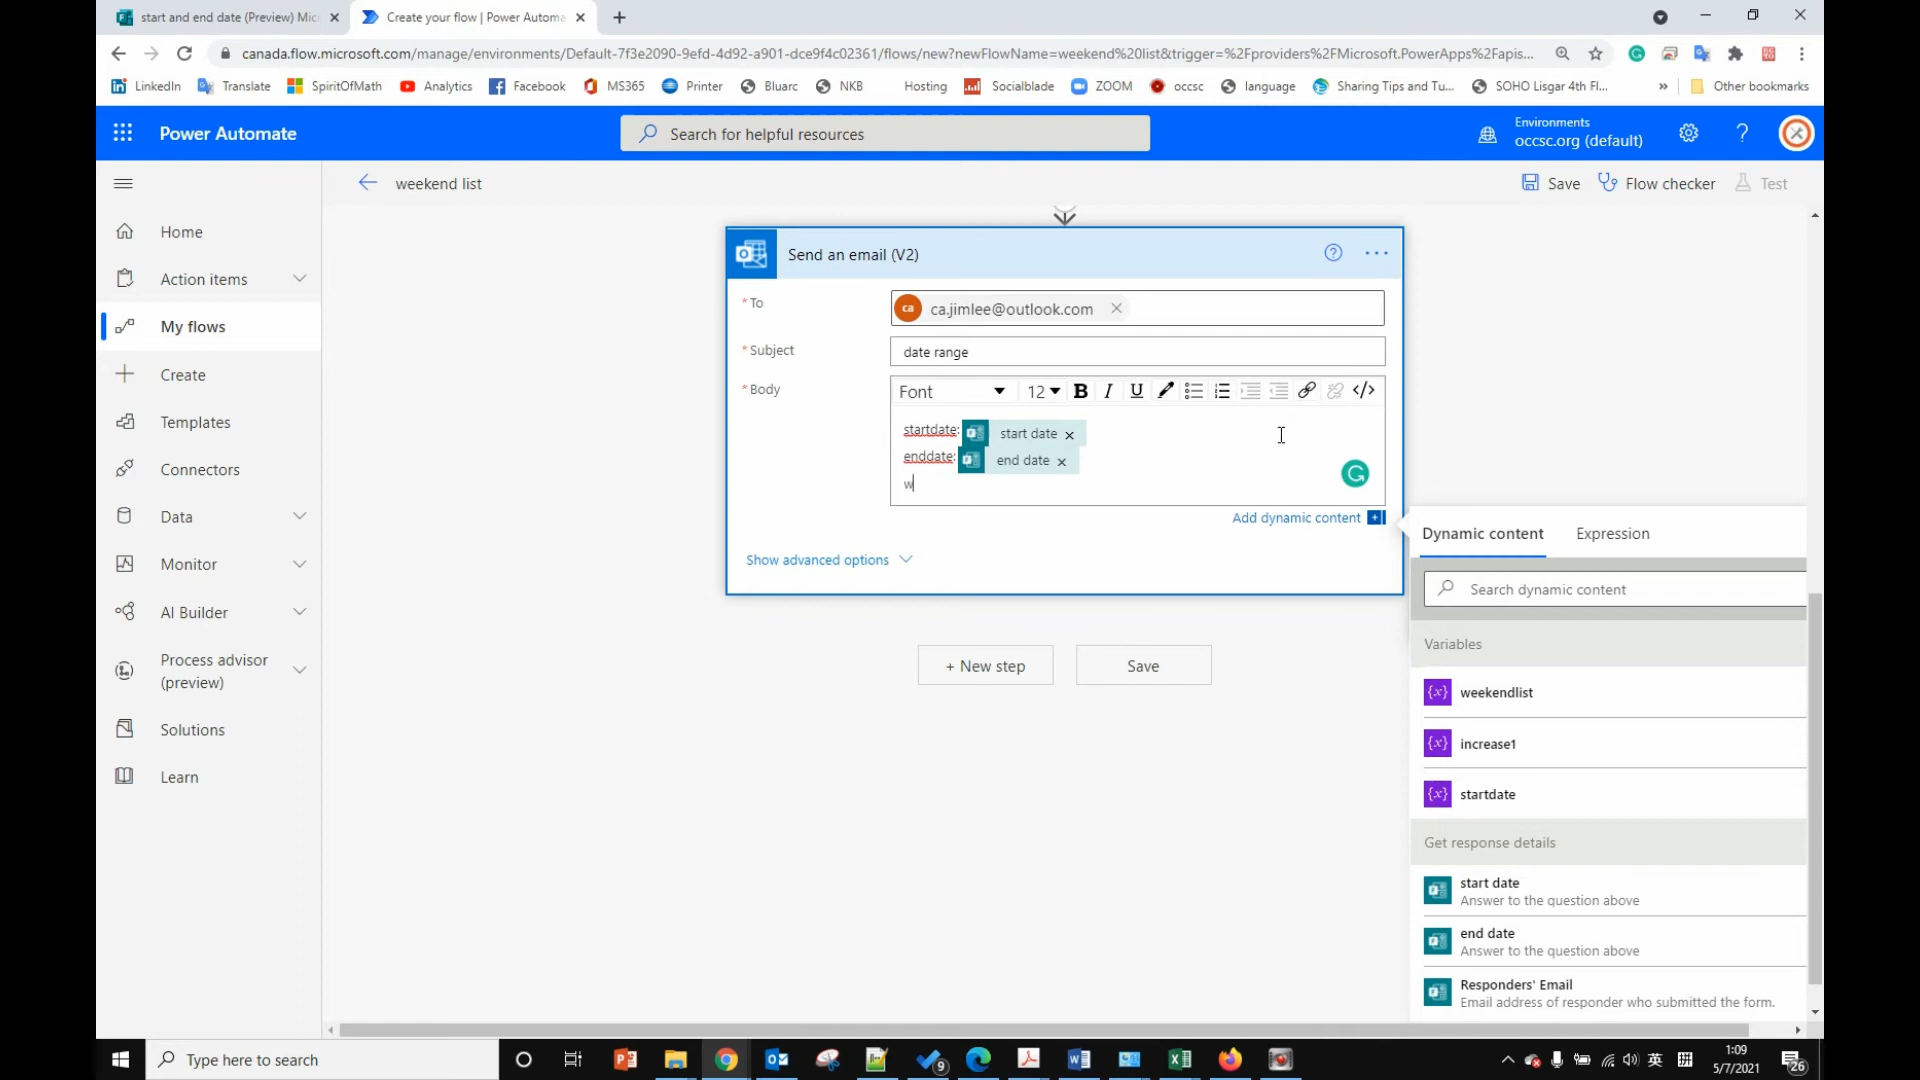 start and end date (Preview) Mic
Create your flow | Power Automa
canada.flow.microsoft.com/manage/environments/Default-7f3e2090-9efd-4d92-a901-dce9f4c02361/flows/new?newFlowName=weekend%20list&trigger=%2Fproviders%2FMicrosoft.PowerApps%2Fapis...
LinkedIn
Translate
SpiritOfMath
Analytics
Facebook
MS365
Printer
Bluarc
NKB
Hosting
Socialblade
ZOOM
occsc
language
Sharing Tips and Tu...
SOHO Lisgar 4th Fl...
»
Other bookmarks
Power Automate
Search for helpful resources
Environments
occsc.org (default)
weekend list
Save
Flow checker
Test
Home
Action items
My flows
Create
Templates
Connectors
Data
Monitor
AI Builder
Process advisor
(preview)
Solutions
Learn
Send an email (V2)
* To
ca
ca.jimlee@outlook.com
* Subject
date range
* Body
Font
12
B I U
</>
startdate: start date ×
enddate: end date ×
w
Add dynamic content
Show advanced options
+ New step
Save
Dynamic content
Expression
Search dynamic content
Variables
{x} weekendlist
{x} increase1
{x} startdate
Get response details
start date
Answer to the question above
end date
Answer to the question above
Responders' Email
Email address of responder who submitted the form.
Type here to search
9
英
1:09
5/7/2021
26